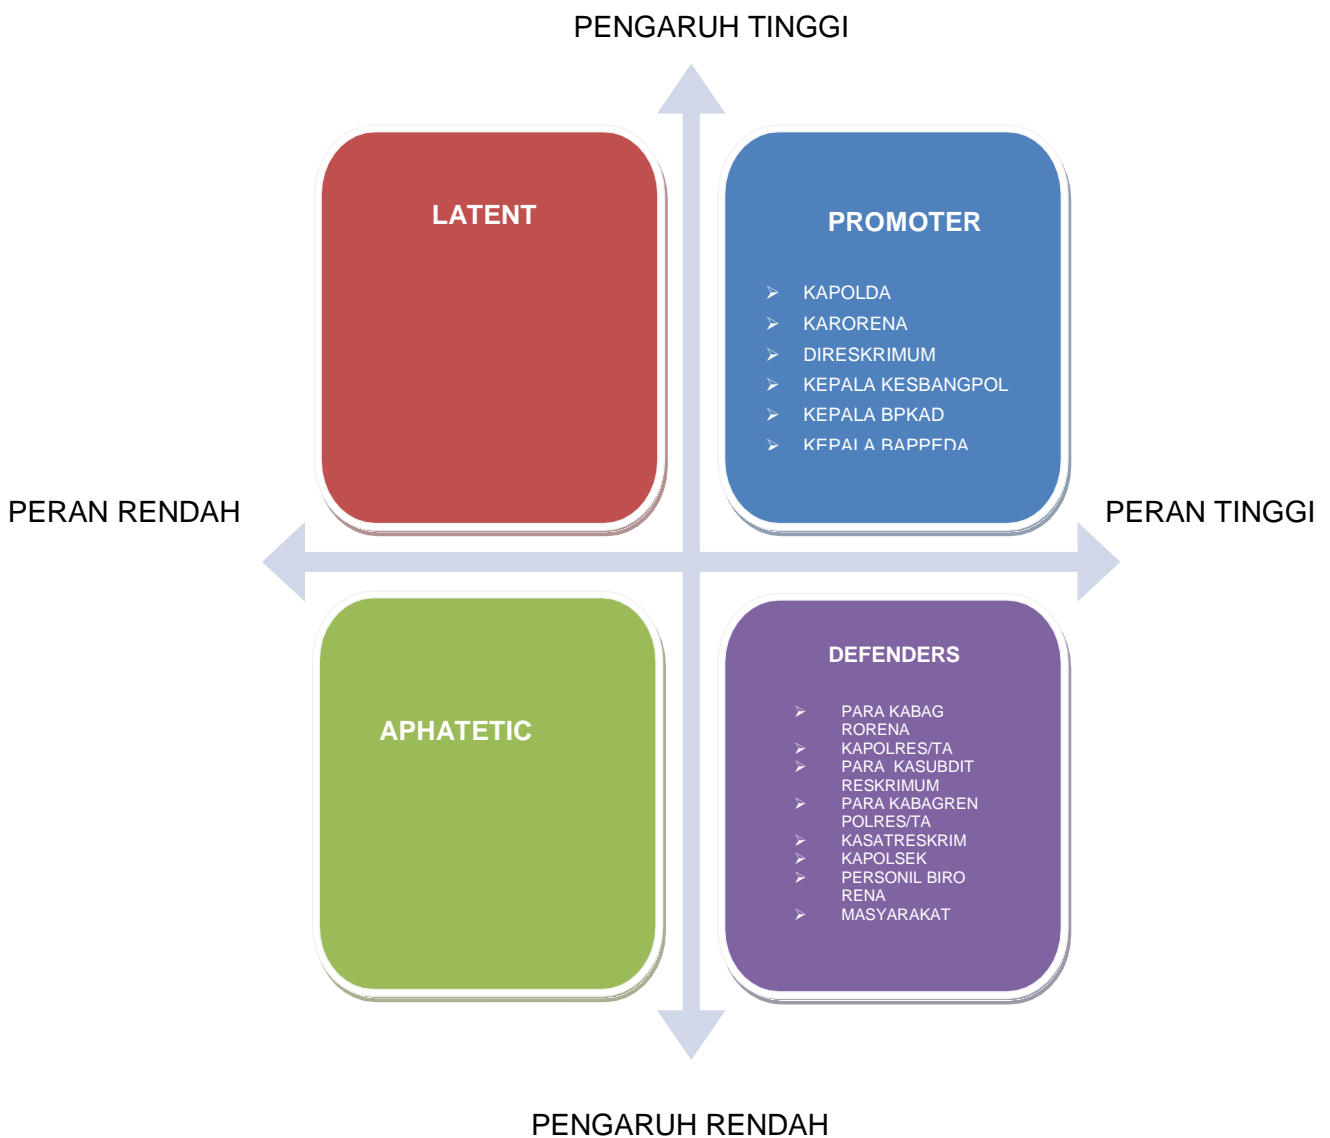 PENGARUH TINGGI
LATENT
PROMOTER
➢ KAPOLDA
➢ KARORENA
➢ DIRESKRIMUM
➢ KEPALA KESBANGPOL
➢ KEPALA BPKAD
➢ KEPALA BAPPEDA
PERAN RENDAH
PERAN TINGGI
APHATETIC
DEFENDERS
➢ PARA KABAG
RORENA
➢ KAPOLRES/TA
➢ PARA KASUBDIT
RESKRIMUM
➢ PARA KABAGREN
POLRES/TA
➢ KASATRESKRIM
➢ KAPOLSEK
➢ PERSONIL BIRO
RENA
➢ MASYARAKAT
PENGARUH RENDAH